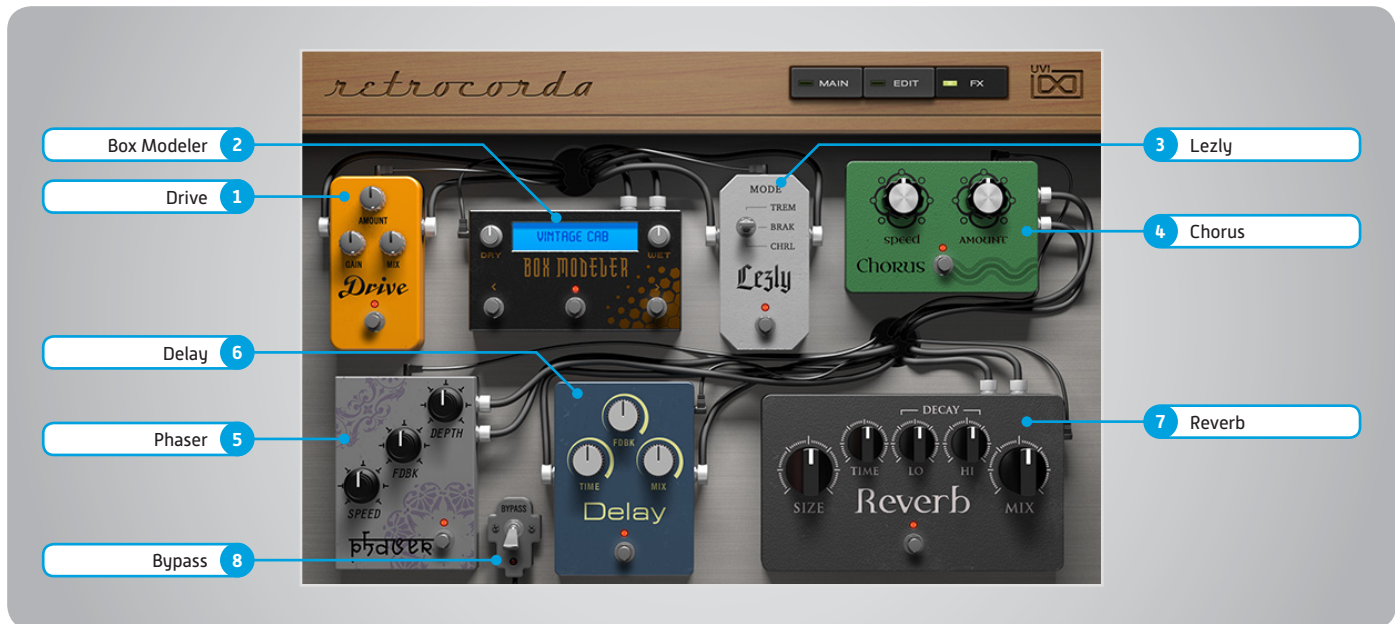 retrocorda
MAIN
EDIT
FX
UVI
Box Modeler 2
3 Lezly
Drive 1
4 Chorus
AMOUNT
GAIN MIX
Drive
VINTAGE CAB
DRY WET
BOX MODELER
< >
MODE
TREM
BRAK
CHRL
Lezly
speed AMOUNT
Chorus
Delay 6
Phaser 5
7 Reverb
DEPTH
FDBK
SPEED
phaser
BYPASS
FDBK
TIME MIX
Delay
DECAY
TIME LO HI
SIZE MIX
Reverb
Bypass 8